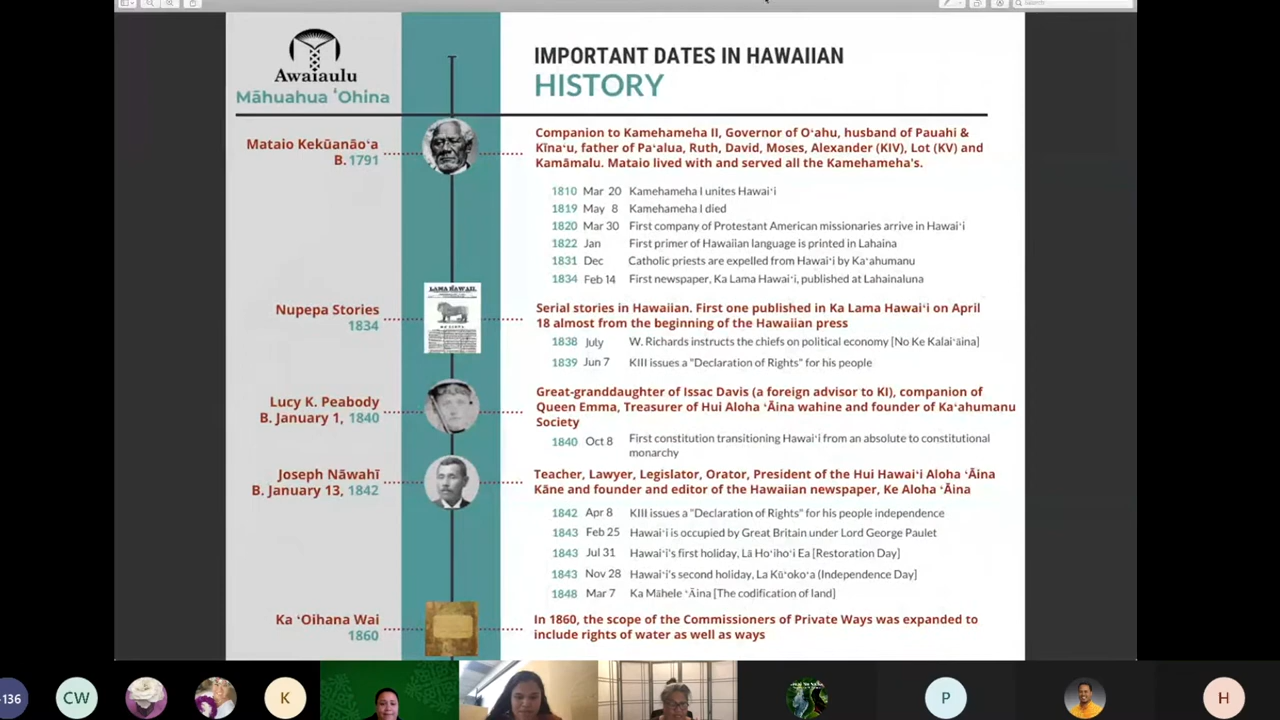 Search
Awaiaulu
Māhuahua ʻOhina
IMPORTANT DATES IN HAWAIIAN
HISTORY
Mataio Kekūanāoʻa
B. 1791
Companion to Kamehameha II, Governor of Oʻahu, husband of Pauahi &
Kīnaʻu, father of Paʻalua, Ruth, David, Moses, Alexander (KIV), Lot (KV) and
Kamāmalu. Mataio lived with and served all the Kamehameha's.
1810 Mar 20 Kamehameha I unites Hawaiʻi
1819 May 8 Kamehameha I died
1820 Mar 30 First company of Protestant American missionaries arrive in Hawaiʻi
1822 Jan First primer of Hawaiian language is printed in Lahaina
1831 Dec Catholic priests are expelled from Hawaiʻi by Kaʻahumanu
1834 Feb 14 First newspaper, Ka Lama Hawaiʻi, published at Lahainaluna
Nupepa Stories
1834
LAMA HAWAII
Serial stories in Hawaiian. First one published in Ka Lama Hawaiʻi on April
18 almost from the beginning of the Hawaiian press
1838 July W. Richards instructs the chiefs on political economy [No Ke Kalaiʻāina]
1839 Jun 7 KIII issues a "Declaration of Rights" for his people
Lucy K. Peabody
B. January 1, 1840
Great-granddaughter of Issac Davis (a foreign advisor to KI), companion of
Queen Emma, Treasurer of Hui Aloha ʻĀina wahine and founder of Kaʻahumanu
Society
1840 Oct 8 First constitution transitioning Hawaiʻi from an absolute to constitutional
monarchy
Joseph Nāwahī
B. January 13, 1842
Teacher, Lawyer, Legislator, Orator, President of the Hui Hawaiʻi Aloha ʻĀina
Kāne and founder and editor of the Hawaiian newspaper, Ke Aloha ʻĀina
1842 Apr 8 KIII issues a "Declaration of Rights" for his people independence
1843 Feb 25 Hawaiʻi is occupied by Great Britain under Lord George Paulet
1843 Jul 31 Hawaiʻi's first holiday, Lā Hoʻihoʻi Ea [Restoration Day]
1843 Nov 28 Hawaiʻi's second holiday, La Kūʻokoʻa (Independence Day]
1848 Mar 7 Ka Māhele ʻĀina [The codification of land]
Ka ʻOihana Wai
1860
In 1860, the scope of the Commissioners of Private Ways was expanded to
include rights of water as well as ways
-136
CW
K
P
H